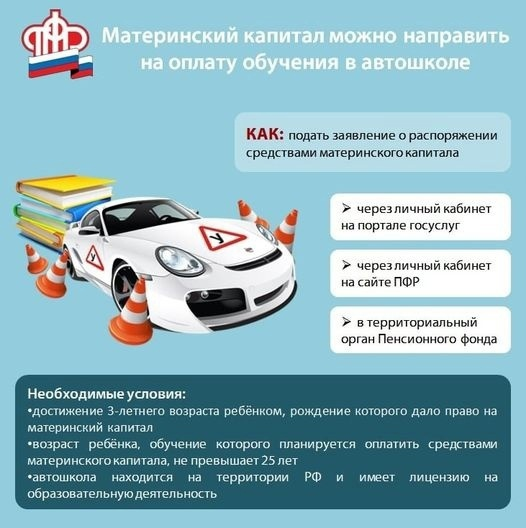 Материнский капитал можно направить
на оплату обучения в автошколе
КАК: подать заявление о распоряжении
средствами материнского капитала
➢ через личный кабинет
на портале госуслуг
➢ через личный кабинет
на сайте ПФР
➢ в территориальный
орган Пенсионного фонда
У
У
Необходимые условия:
•достижение 3-летнего возраста ребёнком, рождение которого дало право на
материнский капитал
•возраст ребёнка, обучение которого планируется оплатить средствами
материнского капитала, не превышает 25 лет
•автошкола находится на территории РФ и имеет лицензию на
образовательную деятельность